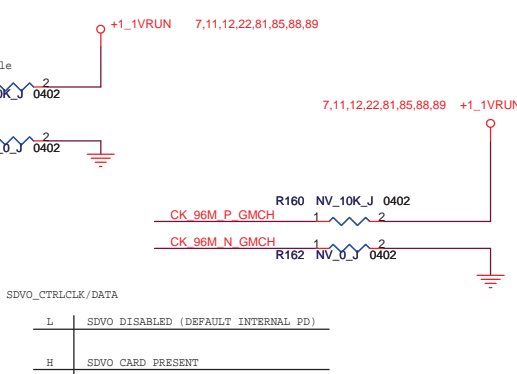 +1_1VRUN 7,11,12,22,81,85,88,89
2
0402
2
0_J 0402
7,11,12,22,81,85,88,89 +1_1VRUN
R160 NV_10K_J 0402
CK_96M_P_GMCH 1 2
CK_96M_N_GMCH 1 2
R162 NV_0_J 0402
SDVO_CTRLCLK/DATA
L SDVO DISABLED (DEFAULT INTERNAL PD)
H SDVO CARD PRESENT